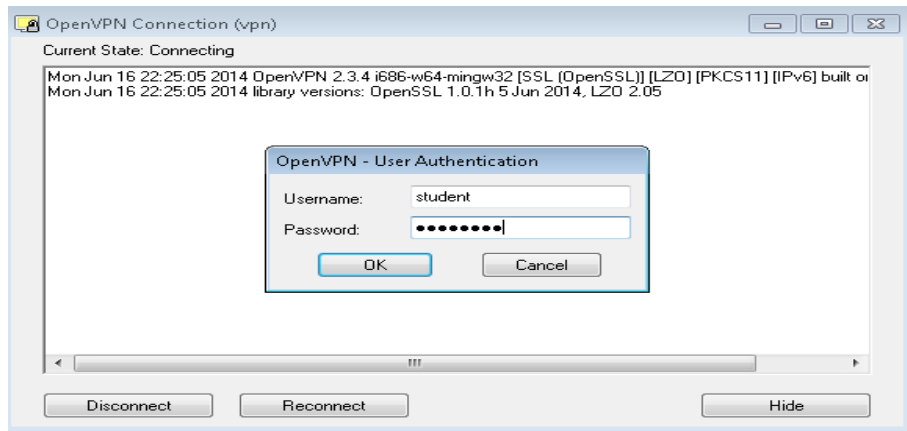 OpenVPN Connection (vpn)
Current State: Connecting
Mon Jun 16 22:25:05 2014 OpenVPN 2.3.4 i686-w64-mingw32 [SSL (OpenSSL)] [LZO] [PKCS11] [IPv6] built
Mon Jun 16 22:25:05 2014 library versions: OpenSSL 1.0.1h 5 Jun 2014, LZO 2.05
OpenVPN - User Authentication
Username: student
Password: ••••••••
OK Cancel
Disconnect Reconnect Hide